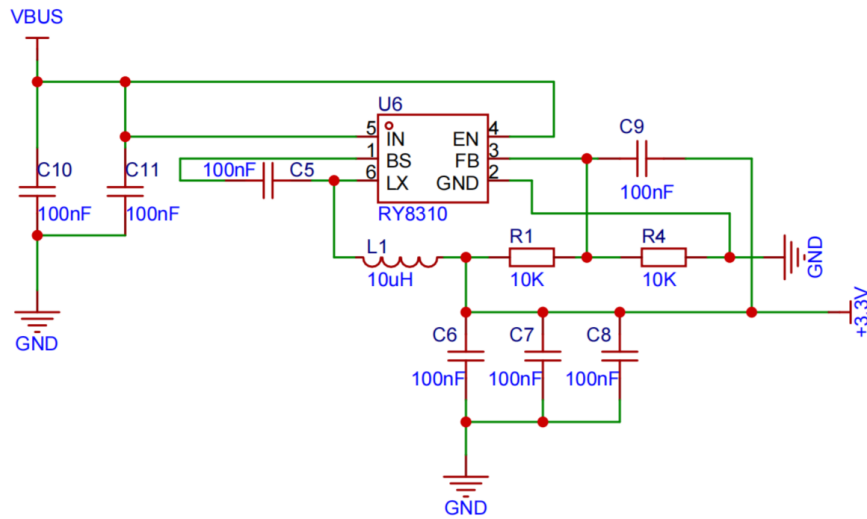 VBUS
U6
5 IN EN 4
1 BS FB 3
6 LX GND 2
RY8310
C9
100nF
C10
100nF
C11
100nF
100nF C5
L1
10uH
R1
10K
R4
10K
GND
+3.3V
C6
100nF
C7
100nF
C8
100nF
GND
GND